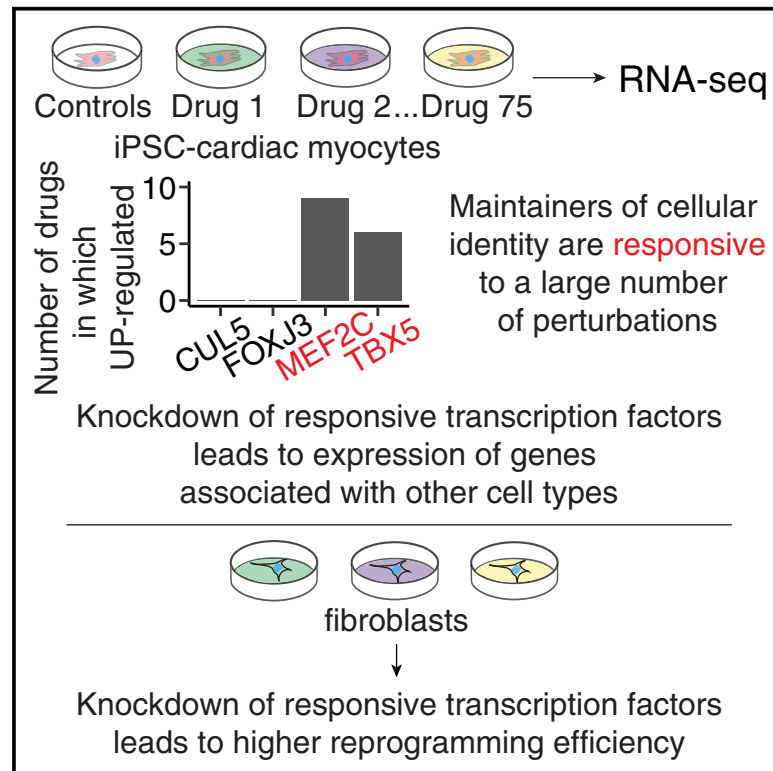 Controls Drug 1 Drug 2...Drug 75
RNA-seq
iPSC-cardiac myocytes
Number of drugs
in which
UP-regulated
10
5
0
CUL5
FOXJ3
MEF2C
TBX5
Maintainers of cellular
identity are responsive
to a large number
of perturbations
Knockdown of responsive transcription factors
leads to expression of genes
associated with other cell types
fibroblasts
Knockdown of responsive transcription factors
leads to higher reprogramming efficiency